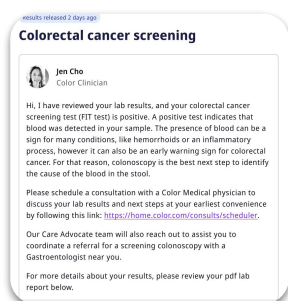 Results released 2 days ago
Colorectal cancer screening
Jen Cho
Color Clinician
Hi, I have reviewed your lab results, and your colorectal cancer
screening test (FIT test) is positive. A positive test indicates that
blood was detected in your sample. The presence of blood can be a
sign for many conditions, like hemorrhoids or an inflammatory
process, however it can also be an early warning sign for colorectal
cancer. For that reason, colonoscopy is the best next step to identify
the cause of the blood in the stool.
Please schedule a consultation with a Color Medical physician to
discuss your lab results and next steps at your earliest convenience
by following this link: https://home.color.com/consults/scheduler.
Our Care Advocate team will also reach out to assist you to
coordinate a referral for a screening colonoscopy with a
Gastroenterologist near you.
For more details about your results, please review your pdf lab
report below.